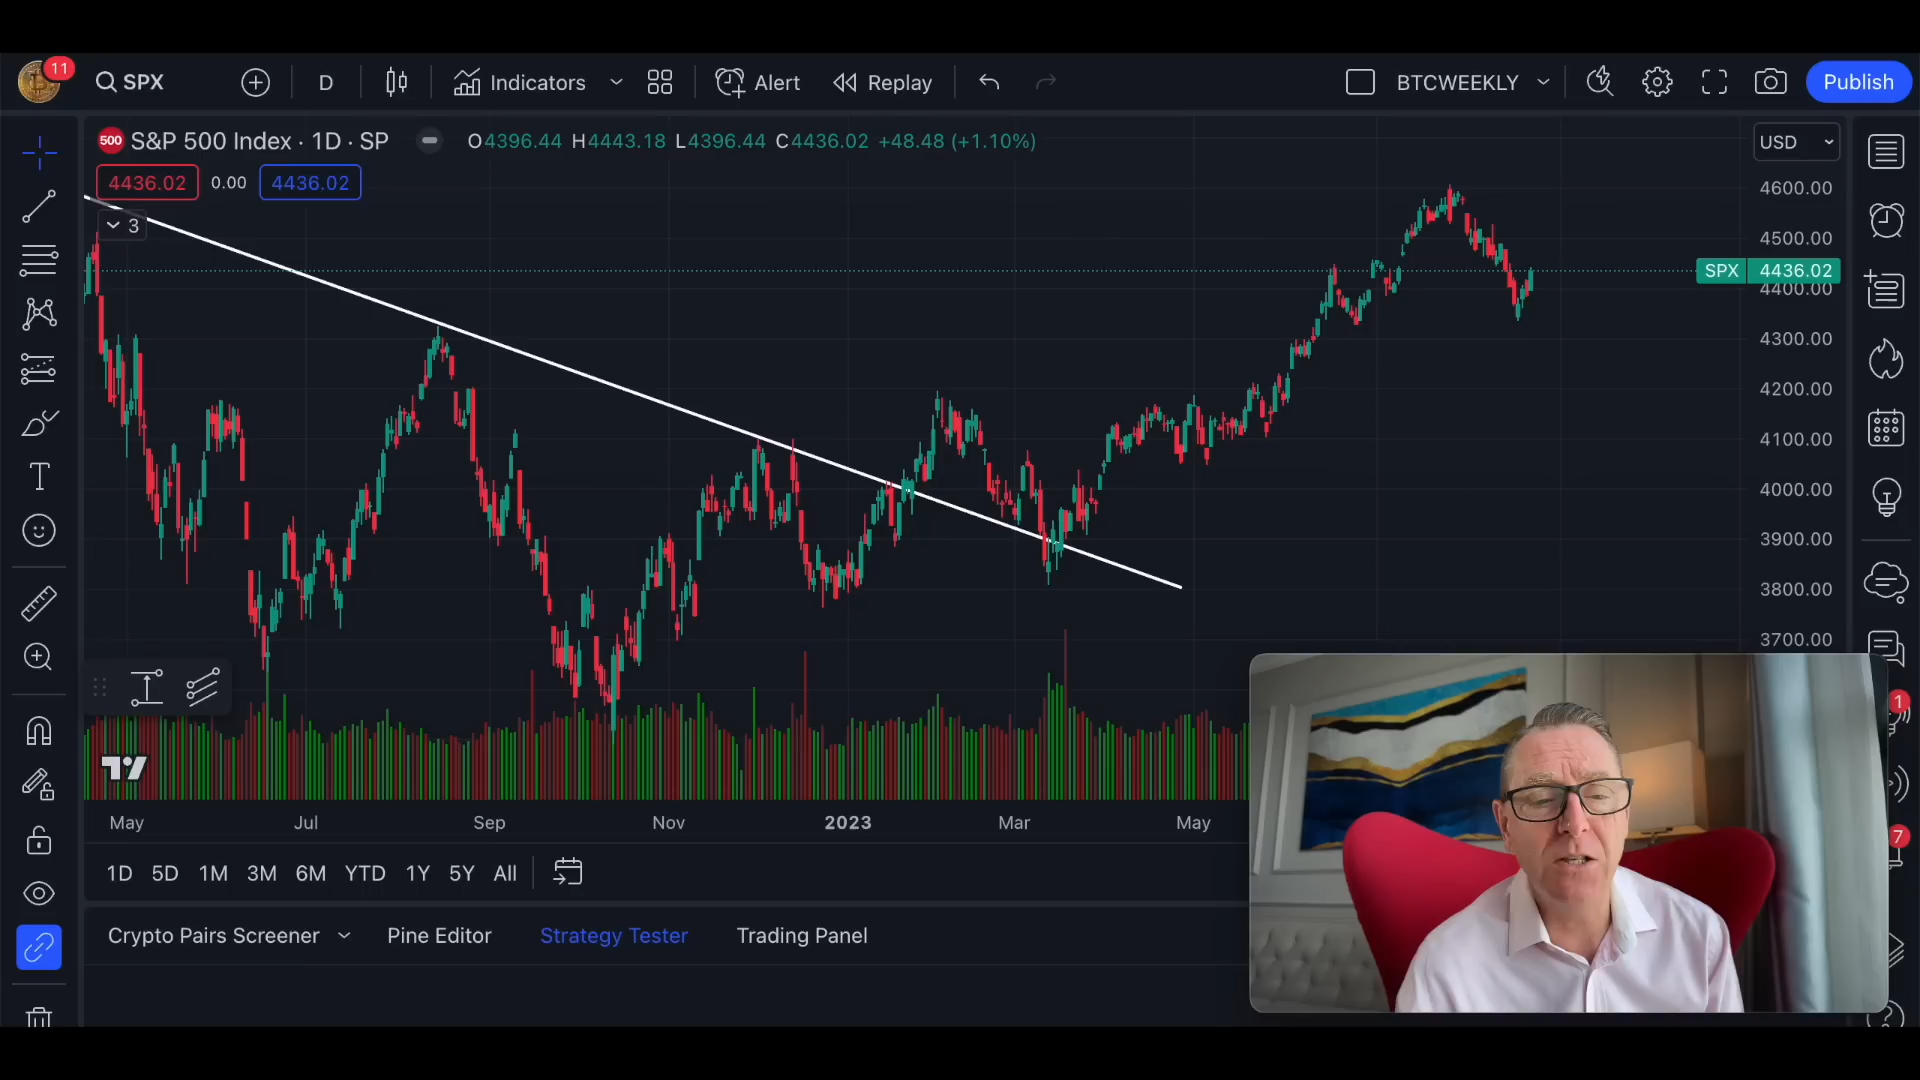 11
SPX
D
Indicators
Alert
Replay
BTCWEEKLY
Publish
500 S&P 500 Index · 1D · SP
O4396.44 H4443.18 L4396.44 C4436.02 +48.48 (+1.10%)
USD
4436.02 0.00 4436.02
3
4600.00
4500.00
SPX 4436.02
4400.00
4300.00
4200.00
4100.00
4000.00
3900.00
3800.00
3700.00
1
7
May Jul Sep Nov 2023 Mar May
1D 5D 1M 3M 6M YTD 1Y 5Y All
Crypto Pairs Screener Pine Editor Strategy Tester Trading Panel